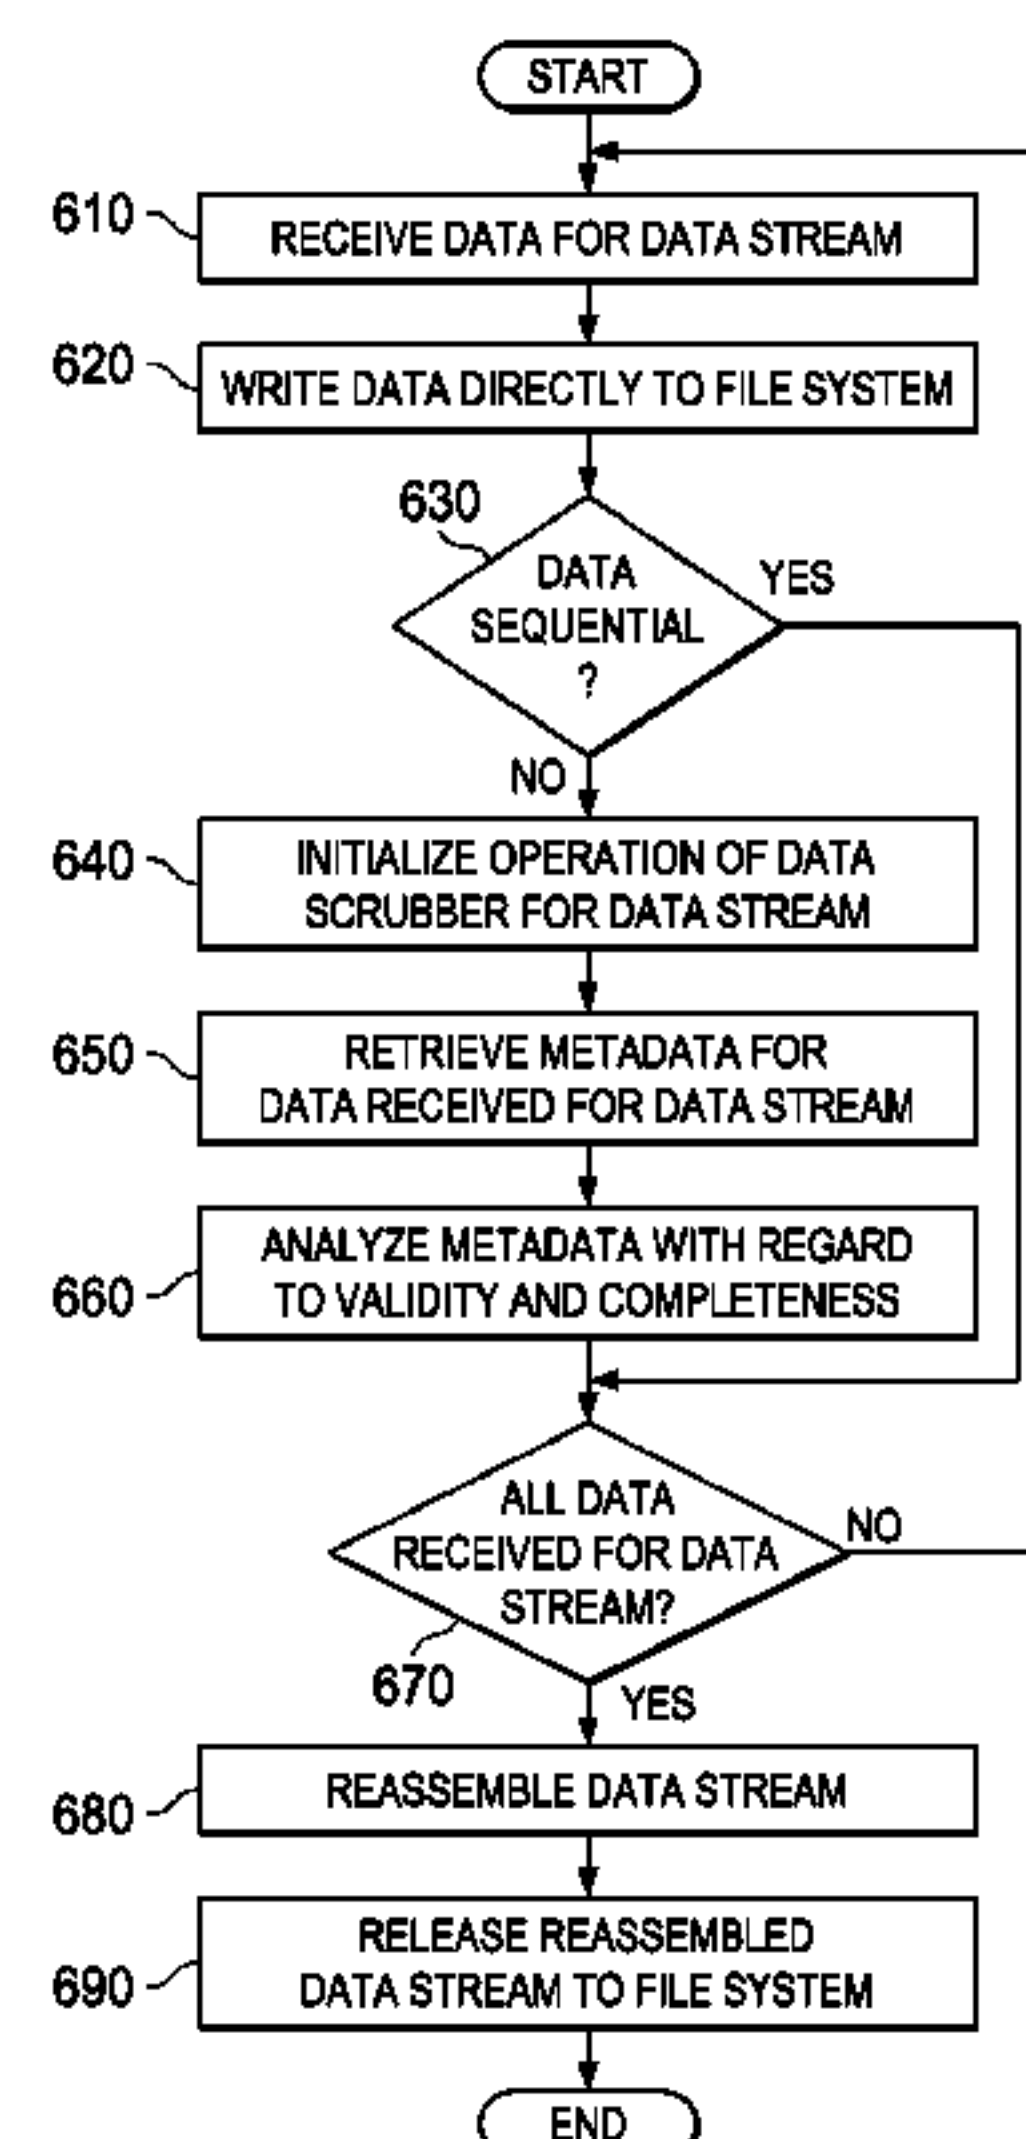 START
610
RECEIVE DATA FOR DATA STREAM
620
WRITE DATA DIRECTLY TO FILE SYSTEM
630
DATA
SEQUENTIAL
?
YES
NO
640
INITIALIZE OPERATION OF DATA
SCRUBBER FOR DATA STREAM
650
RETRIEVE METADATA FOR
DATA RECEIVED FOR DATA STREAM
660
ANALYZE METADATA WITH REGARD
TO VALIDITY AND COMPLETENESS
ALL DATA
RECEIVED FOR DATA
STREAM?
NO
670
YES
680
REASSEMBLE DATA STREAM
690
RELEASE REASSEMBLED
DATA STREAM TO FILE SYSTEM
END